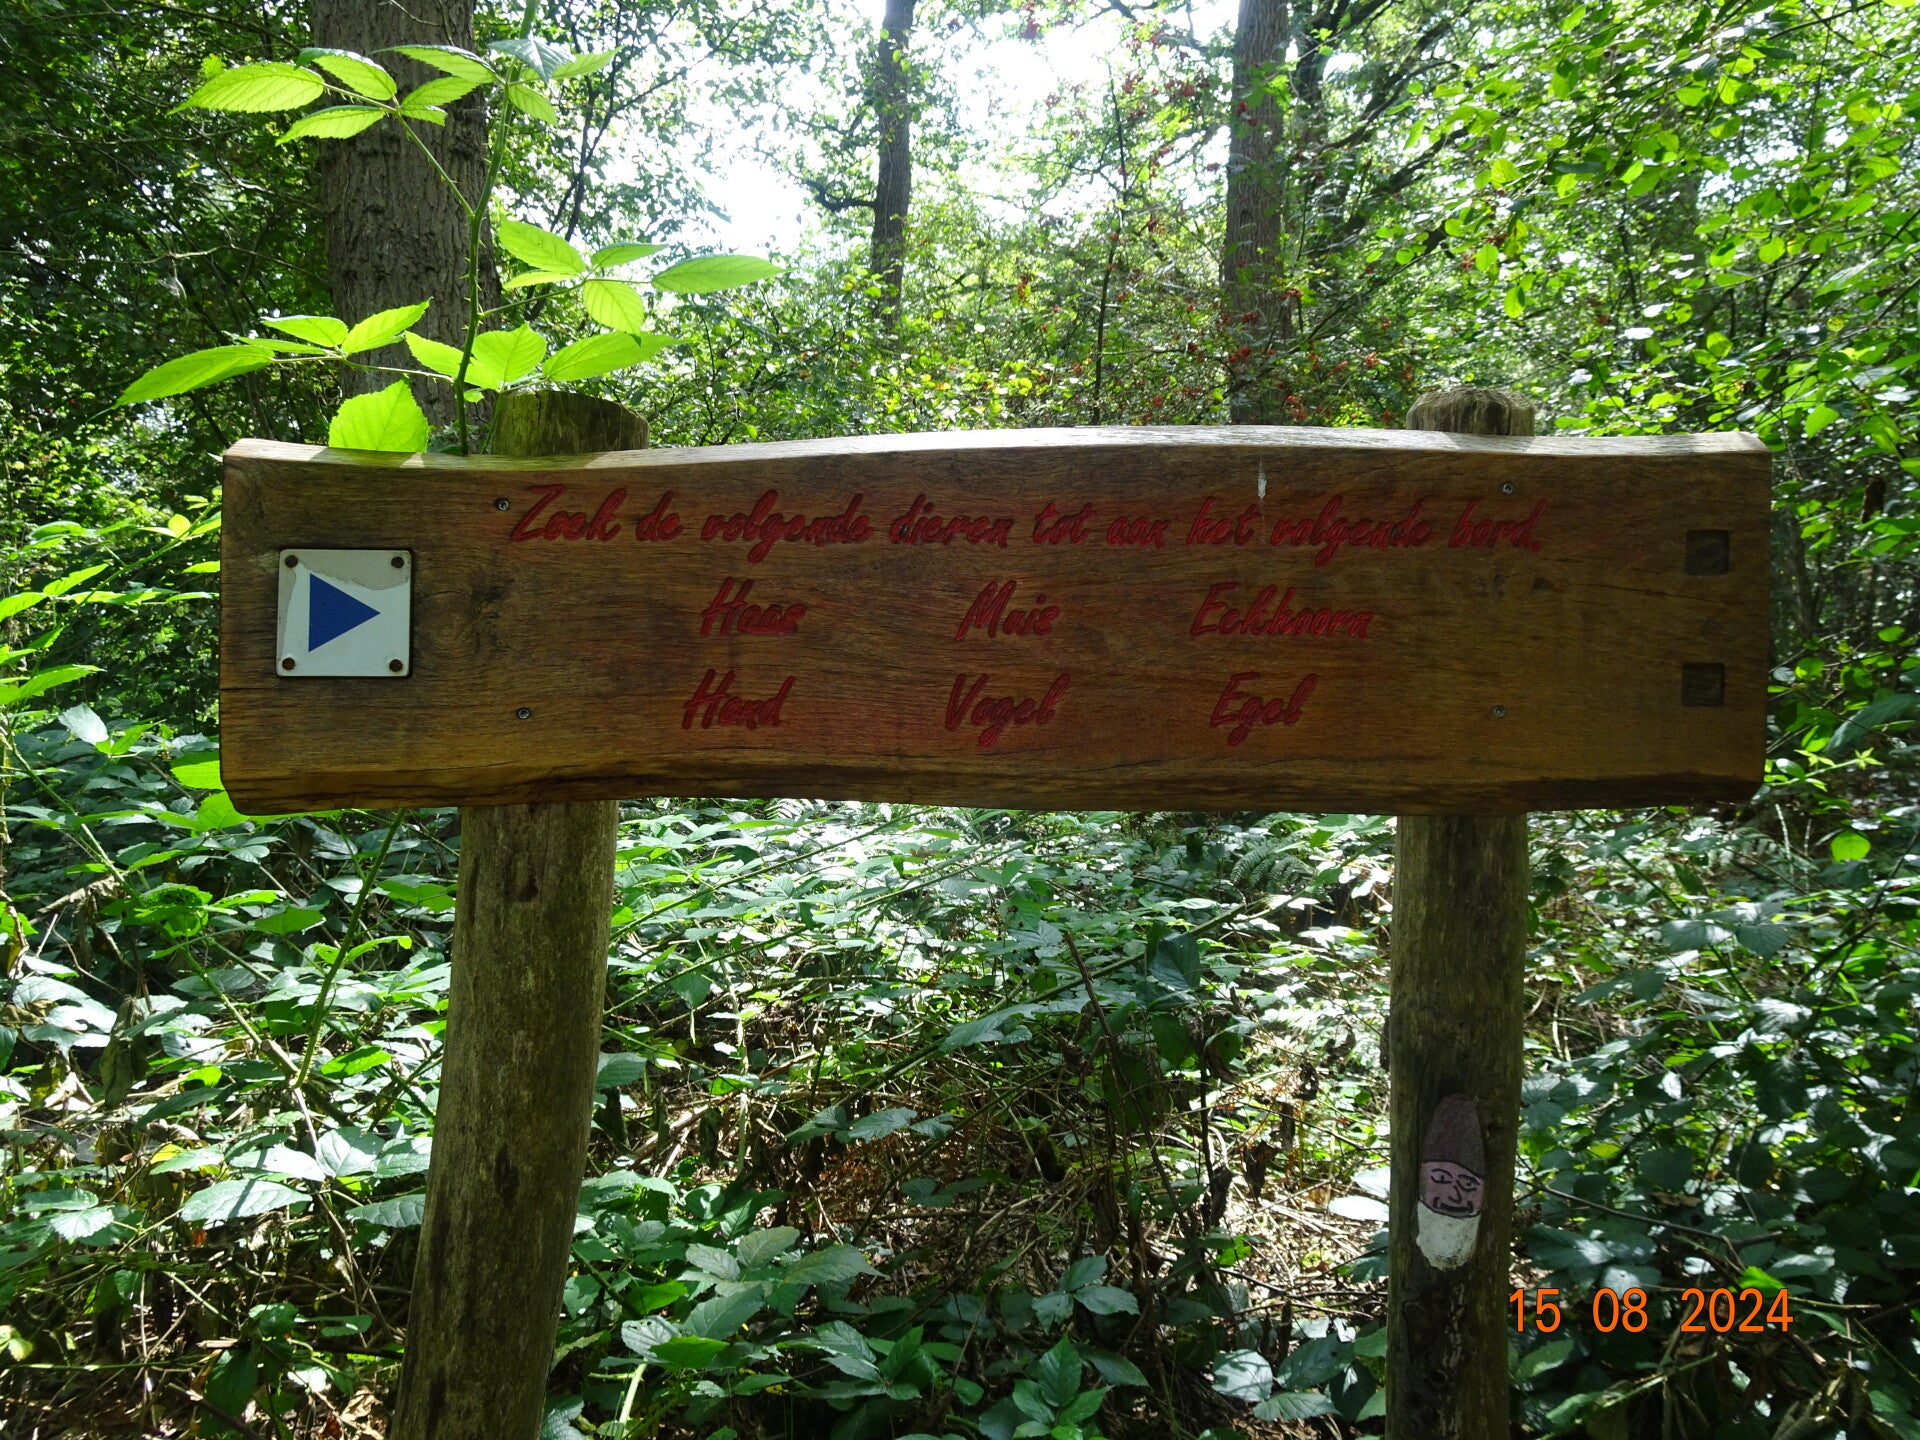 Zoek de volgende dieren tot aan het volgende bord.
Haas Muis Eekhoorn
Hond Vogel Egel
15 08 2024